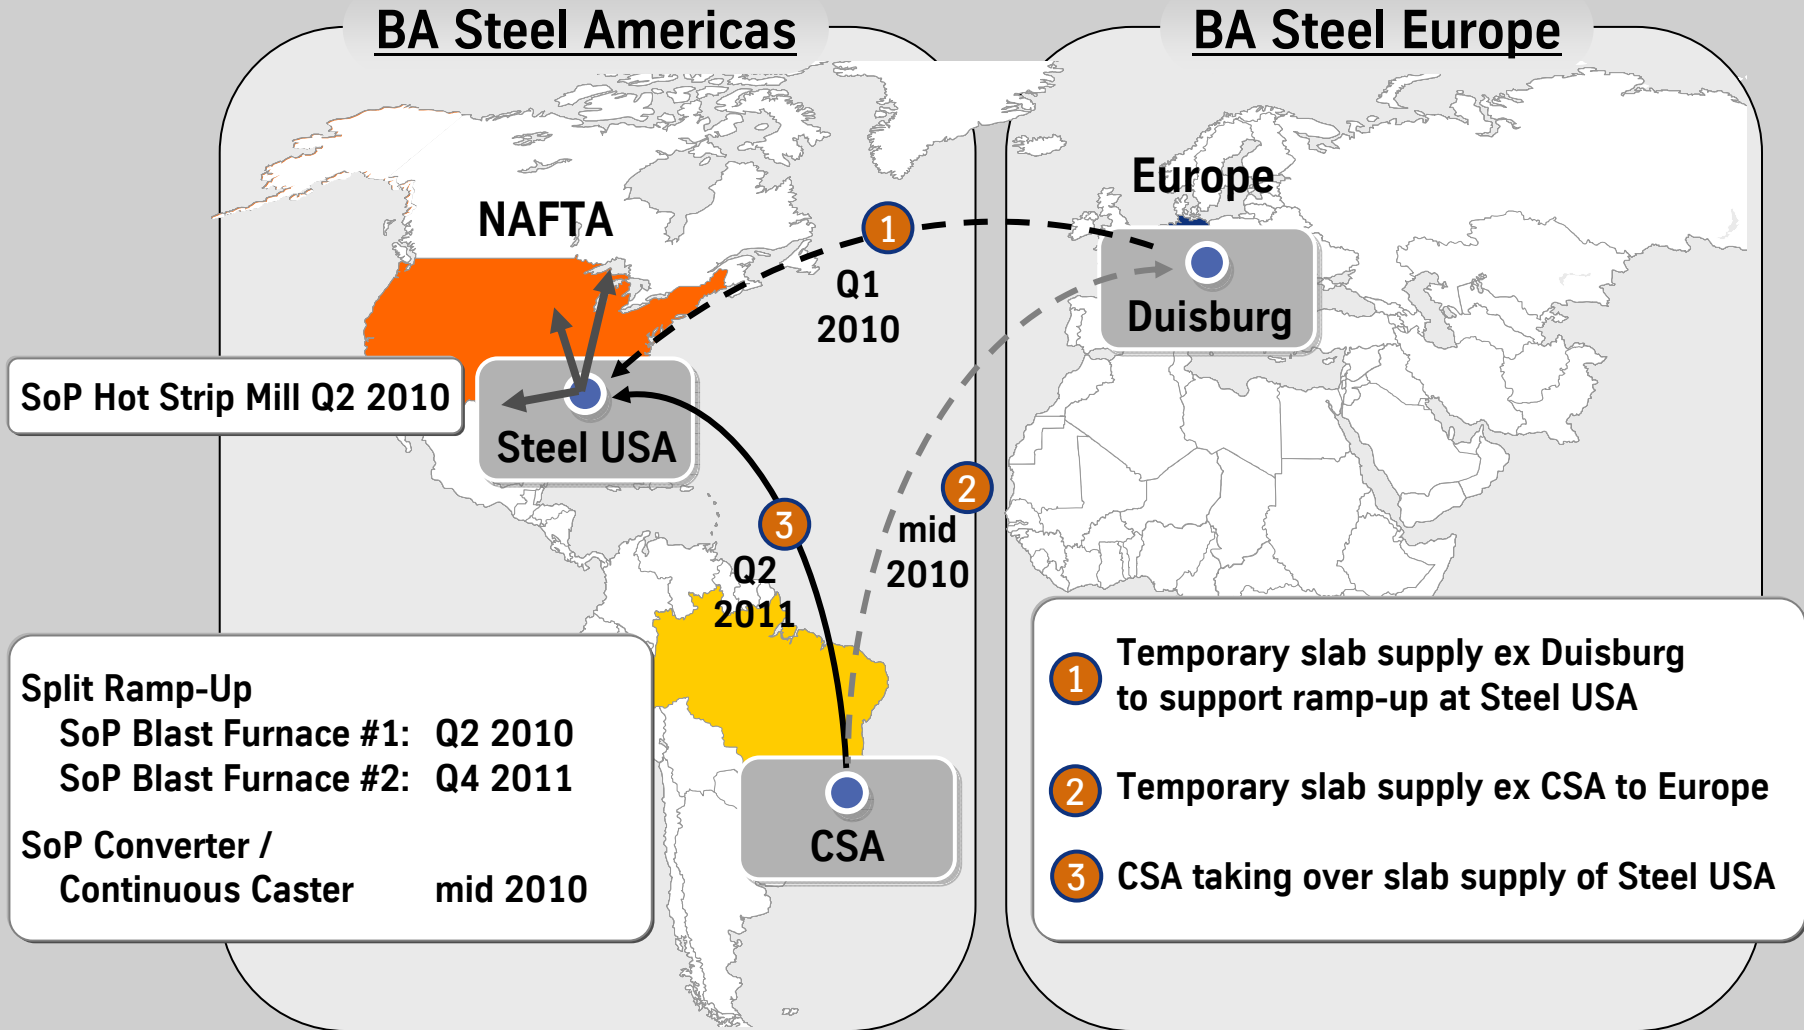 BA Steel Americas
BA Steel Europe
Europe
NAFTA
1
Q1
2010
Duisburg
SoP Hot Strip Mill Q2 2010
Steel USA
2
mid
2010
3
Q2
2011
CSA
Split Ramp-Up
SoP Blast Furnace #1: Q2 2010
SoP Blast Furnace #2: Q4 2011
SoP Converter /
Continuous Caster mid 2010
1 Temporary slab supply ex Duisburg
to support ramp-up at Steel USA
2 Temporary slab supply ex CSA to Europe
3 CSA taking over slab supply of Steel USA